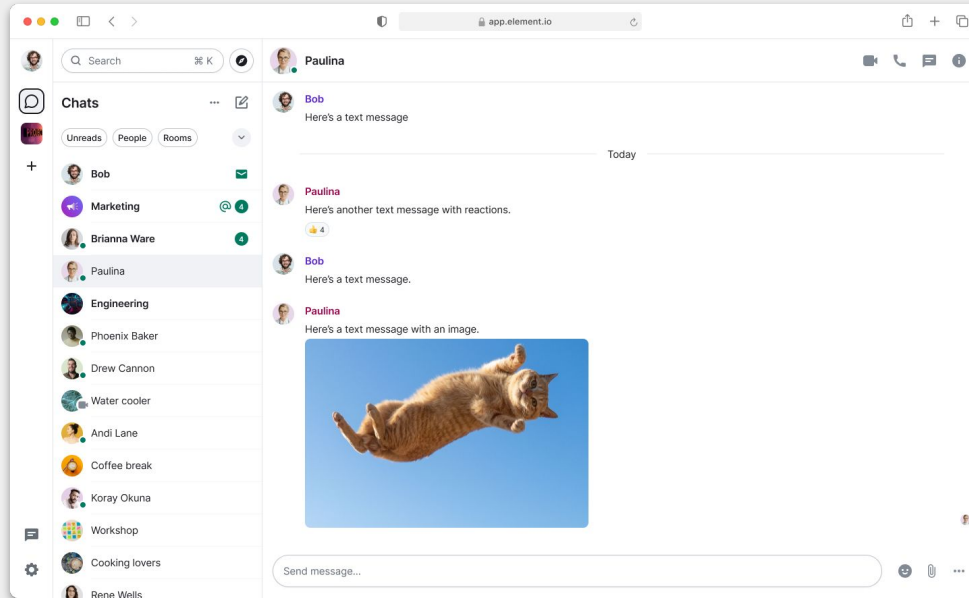 app.element.io
Search
⌘ K
Chats
Unreads
People
Rooms
Bob
Marketing
@ 4
Brianna Ware
4
Paulina
Engineering
Phoenix Baker
Drew Cannon
Water cooler
Andi Lane
Coffee break
Koray Okuna
Workshop
Cooking lovers
Rene Wells
Paulina
Bob
Here's a text message
Today
Paulina
Here's another text message with reactions.
👍 4
Bob
Here's a text message.
Paulina
Here's a text message with an image.
Send message...